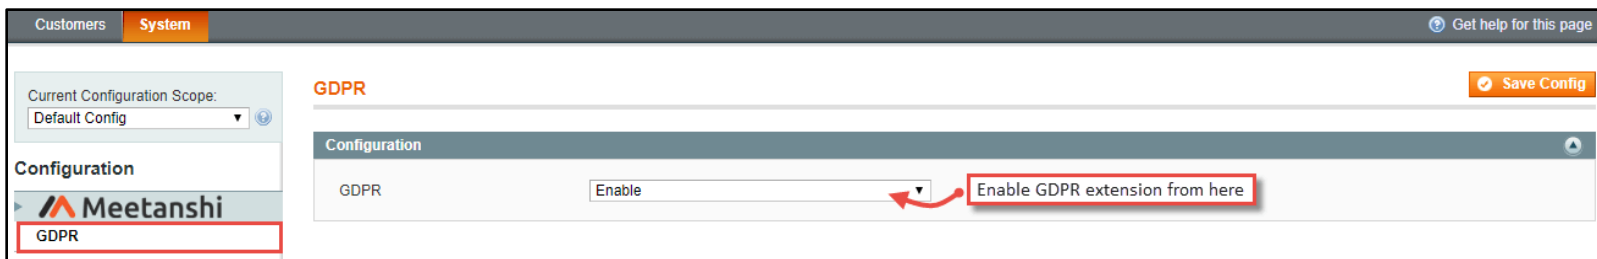 Customers System Get help for this page
Current Configuration Scope:
Default Config
Configuration
Meetanshi
GDPR
GDPR Save Config
Configuration
GDPR Enable Enable GDPR extension from here